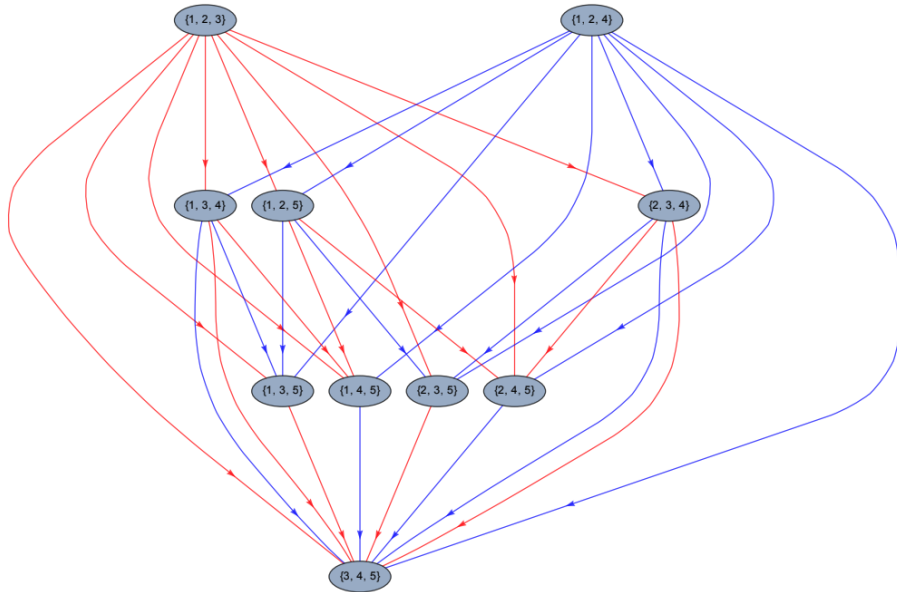 {1, 2, 3}
{1, 2, 4}
{1, 3, 4}
{1, 2, 5}
{2, 3, 4}
{1, 3, 5}
{1, 4, 5}
{2, 3, 5}
{2, 4, 5}
{3, 4, 5}